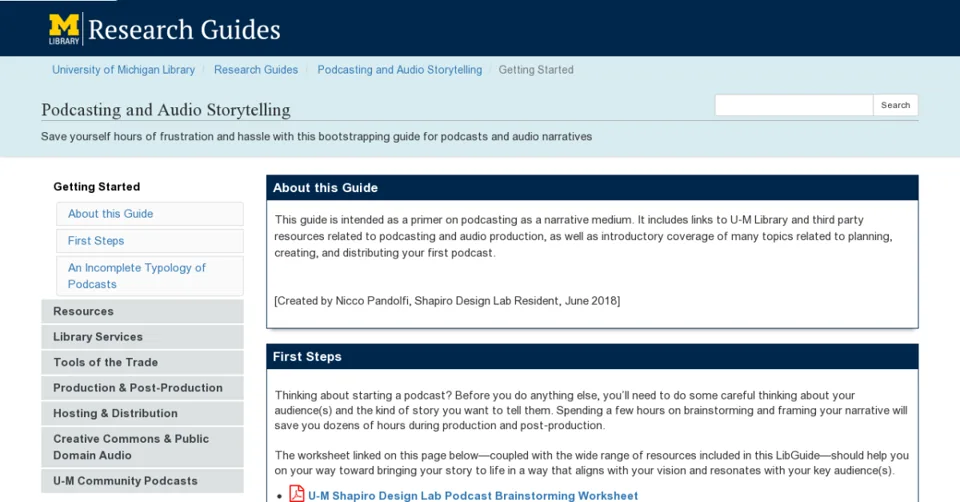 M
LIBRARY
Research Guides
University of Michigan Library / Research Guides / Podcasting and Audio Storytelling / Getting Started
Podcasting and Audio Storytelling
Search
Save yourself hours of frustration and hassle with this bootstrapping guide for podcasts and audio narratives
Getting Started
About this Guide
First Steps
An Incomplete Typology of
Podcasts
Resources
Library Services
Tools of the Trade
Production & Post-Production
Hosting & Distribution
Creative Commons & Public
Domain Audio
U-M Community Podcasts
About this Guide
This guide is intended as a primer on podcasting as a narrative medium. It includes links to U-M Library and third party
resources related to podcasting and audio production, as well as introductory coverage of many topics related to planning,
creating, and distributing your first podcast.
[Created by Nicco Pandolfi, Shapiro Design Lab Resident, June 2018]
First Steps
Thinking about starting a podcast? Before you do anything else, you'll need to do some careful thinking about your
audience(s) and the kind of story you want to tell them. Spending a few hours on brainstorming and framing your narrative will
save you dozens of hours during production and post-production.
The worksheet linked on this page below—coupled with the wide range of resources included in this LibGuide—should help you
on your way toward bringing your story to life in a way that aligns with your vision and resonates with your key audience(s).
• U-M Shapiro Design Lab Podcast Brainstorming Worksheet